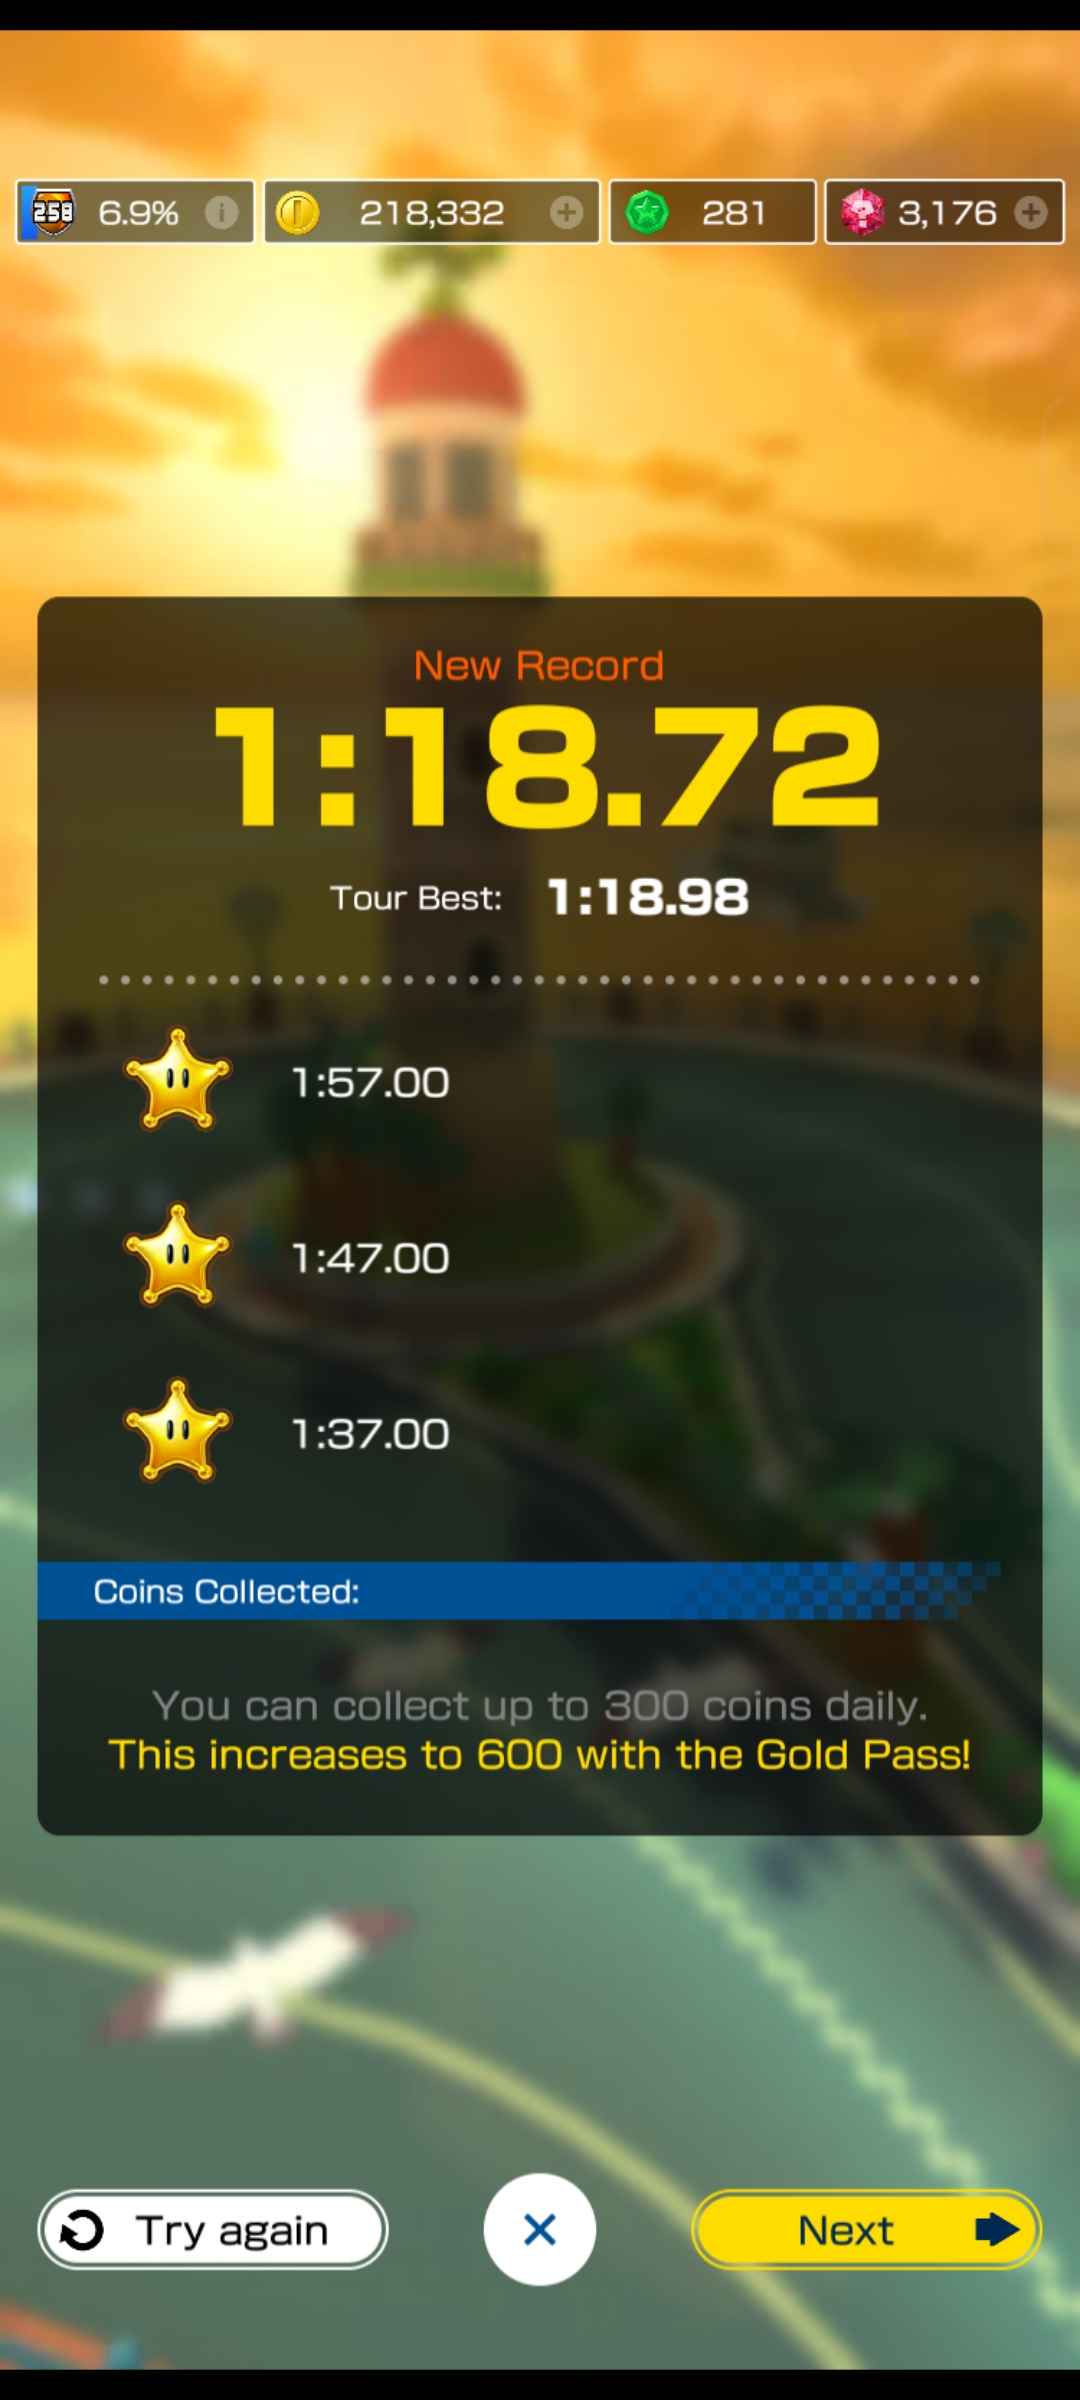 258 6.9% i 218,332 + 281 3,176 +
New Record
1:18.72
Tour Best: 1:18.98
1:57.00
1:47.00
1:37.00
Coins Collected:
You can collect up to 300 coins daily.
This increases to 600 with the Gold Pass!
Try again × Next